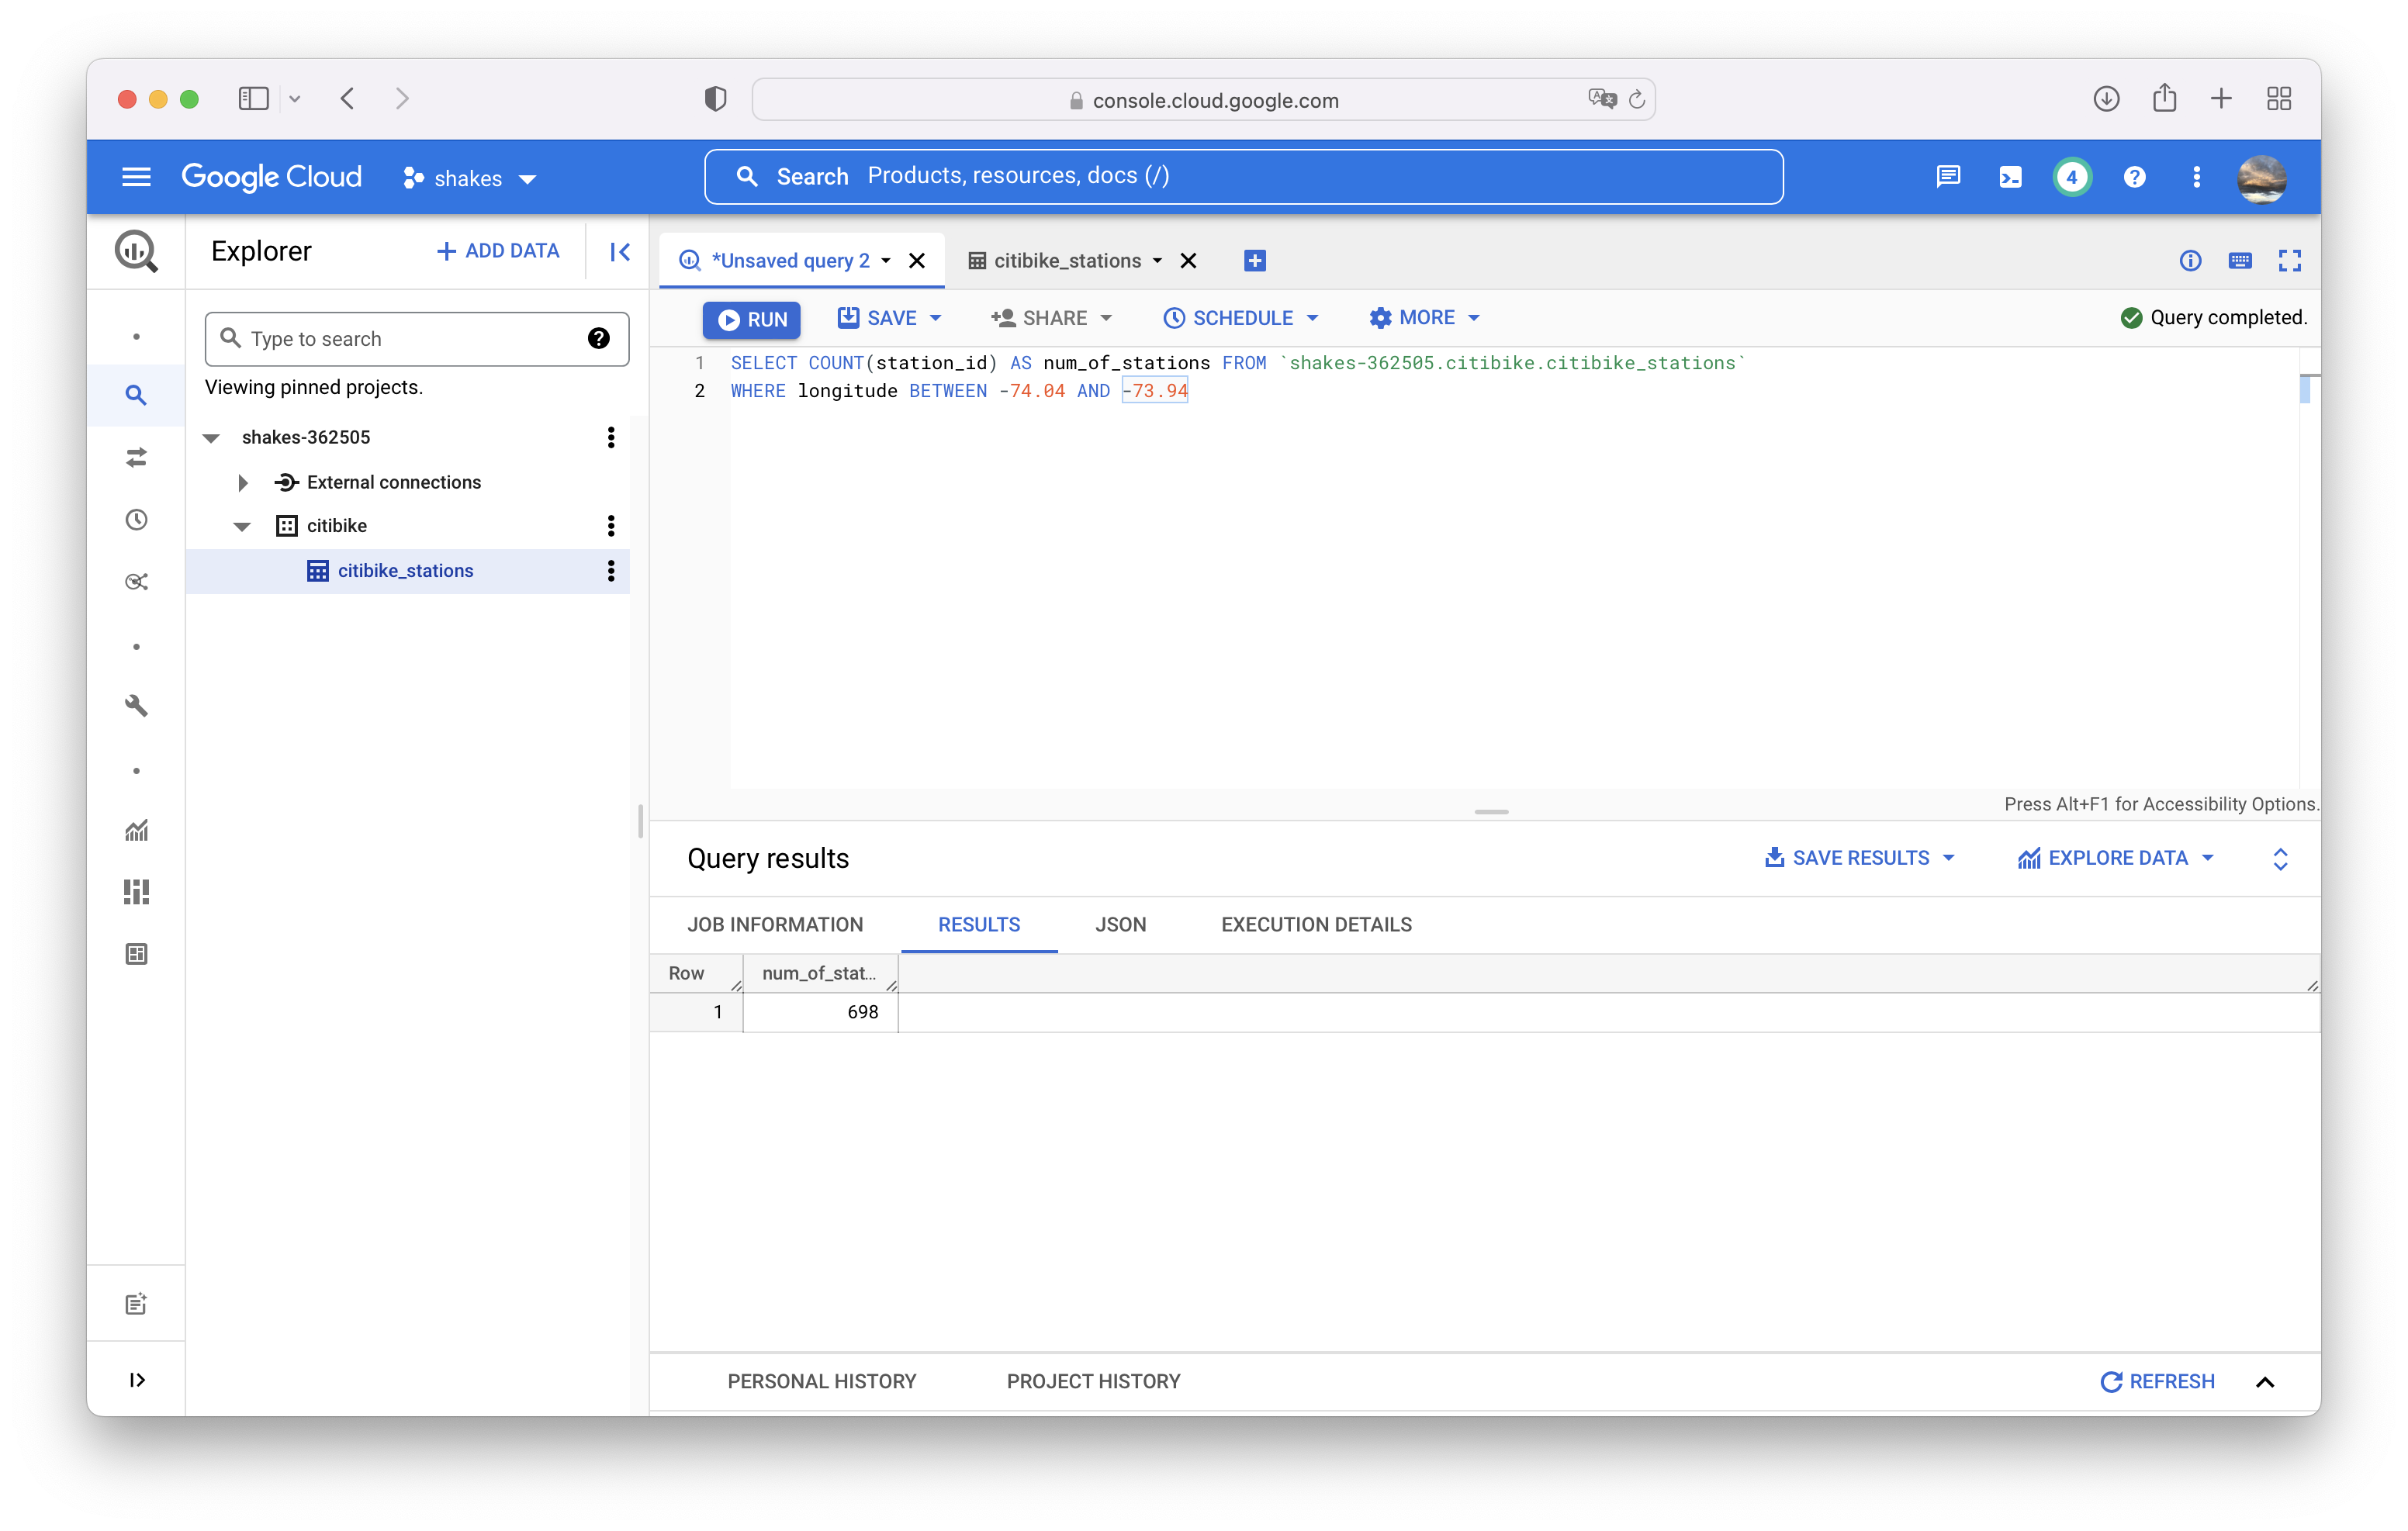 console.cloud.google.com
Google Cloud
shakes
Search Products, resources, docs (/)
4
Explorer
ADD DATA
*Unsaved query 2
citibike_stations
RUN
SAVE
SHARE
SCHEDULE
MORE
Query completed.
Type to search
Viewing pinned projects.
shakes-362505
External connections
citibike
citibike_stations
1 SELECT COUNT(station_id) AS num_of_stations FROM `shakes-362505.citibike.citibike_stations`
2 WHERE longitude BETWEEN -74.04 AND -73.94
Press Alt+F1 for Accessibility Options.
Query results
SAVE RESULTS
EXPLORE DATA
JOB INFORMATION
RESULTS
JSON
EXECUTION DETAILS
Row num_of_stat...
1 698
PERSONAL HISTORY
PROJECT HISTORY
REFRESH